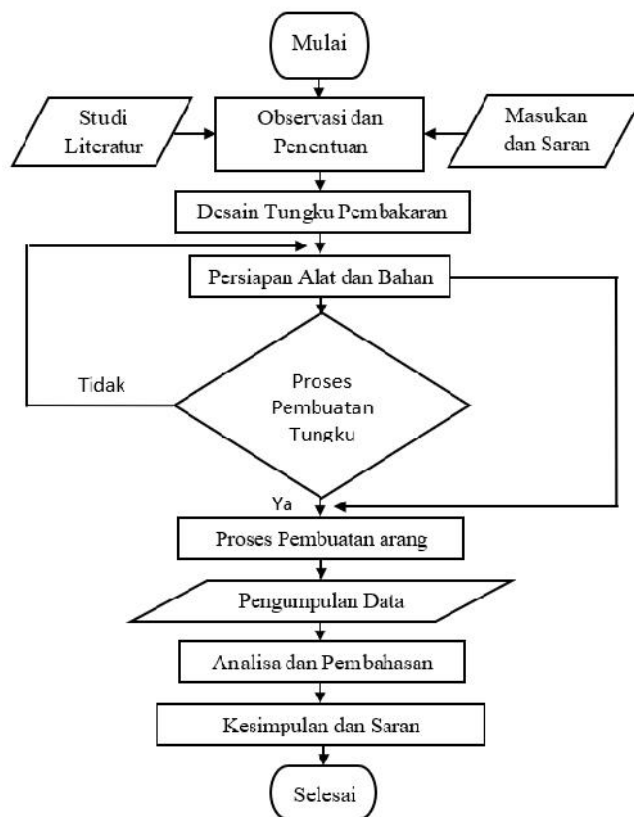 Mulai
Studi
Literatur
Observasi dan
Penentuan
Masukan
dan Saran
Desain Tungku Pembakaran
Persiapan Alat dan Bahan
Tidak
Proses
Pembuatan
Tungku
Ya
Proses Pembuatan arang
Pengumpulan Data
Analisa dan Pembahasan
Kesimpulan dan Saran
Selesai